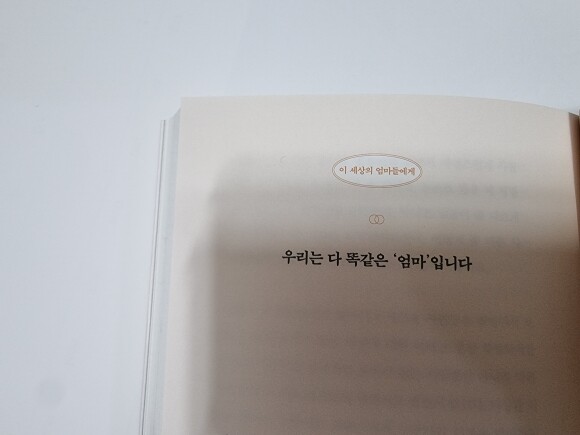 이 세상의 엄마들에게
우리는 다 똑같은 '엄마'입니다